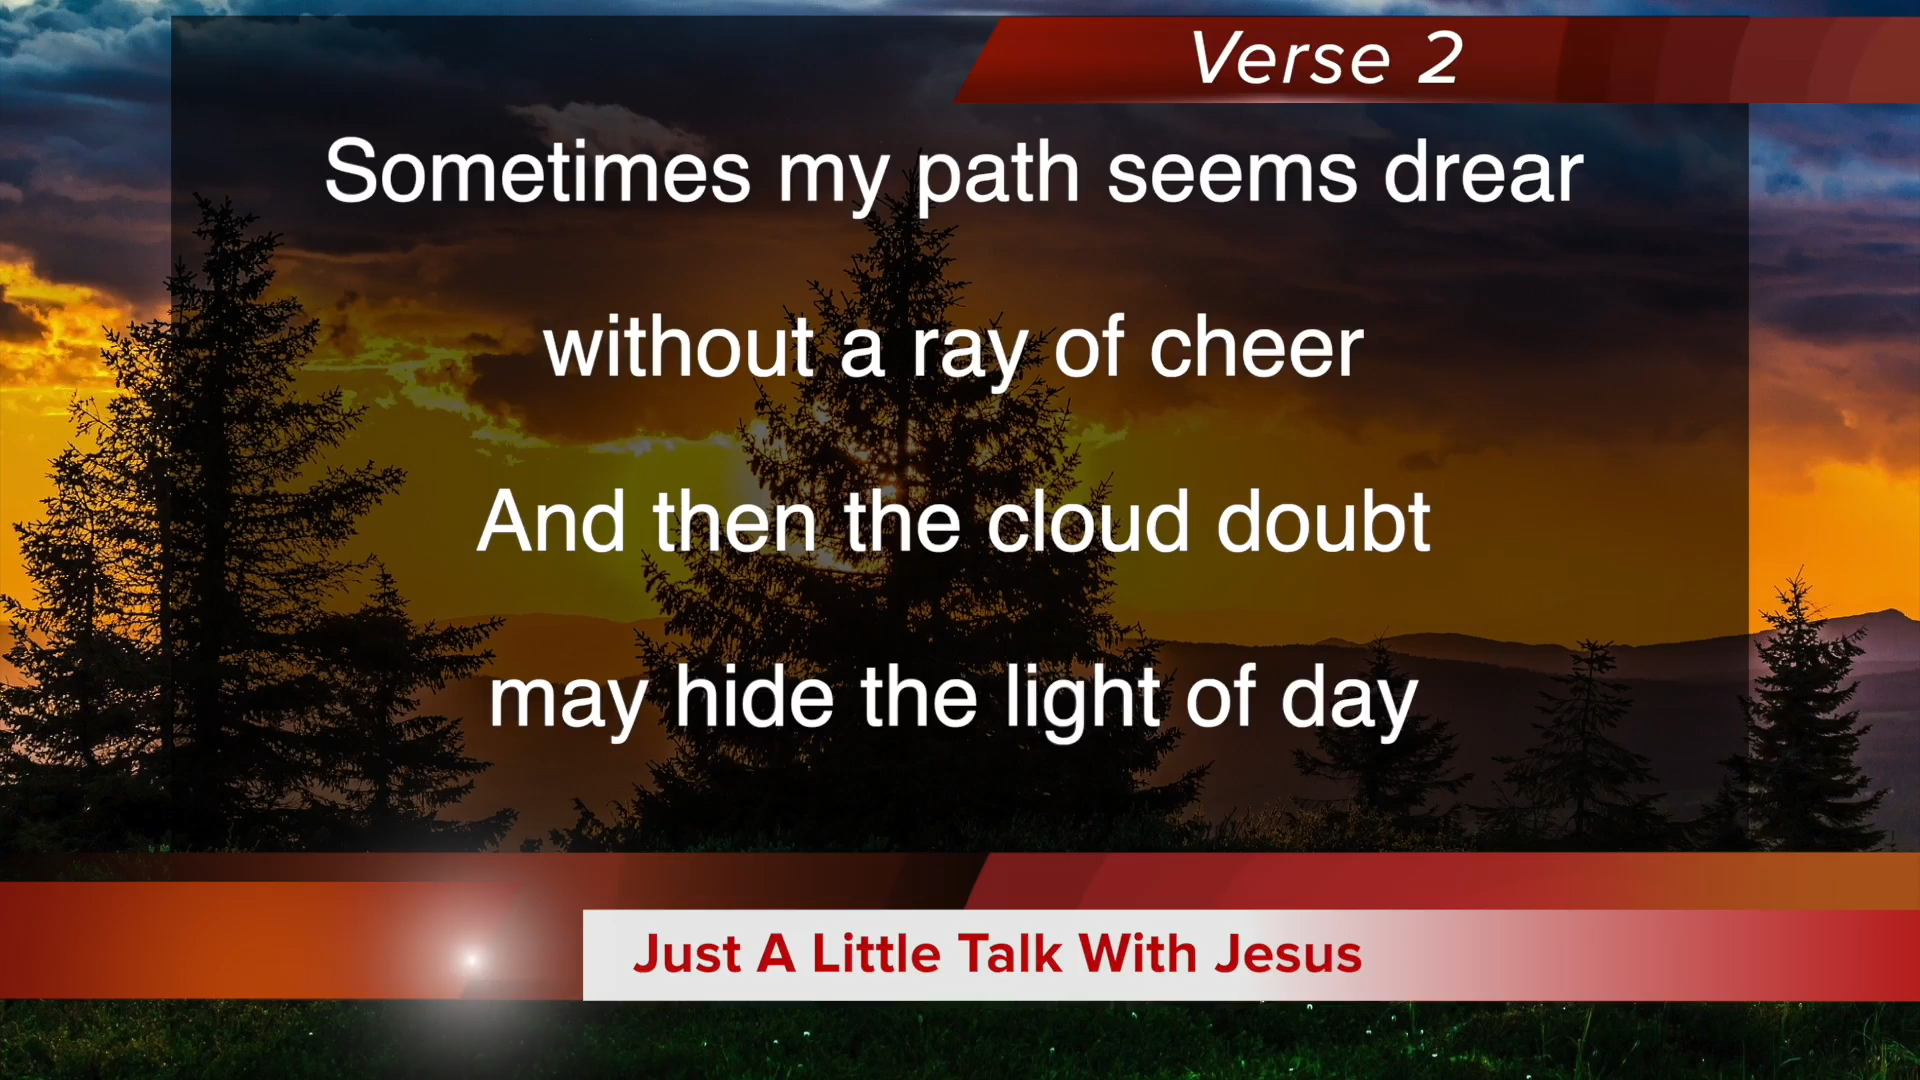 Verse 2
Sometimes my path seems drear
without a ray of cheer
And then the cloud doubt
may hide the light of day
Just A Little Talk With Jesus